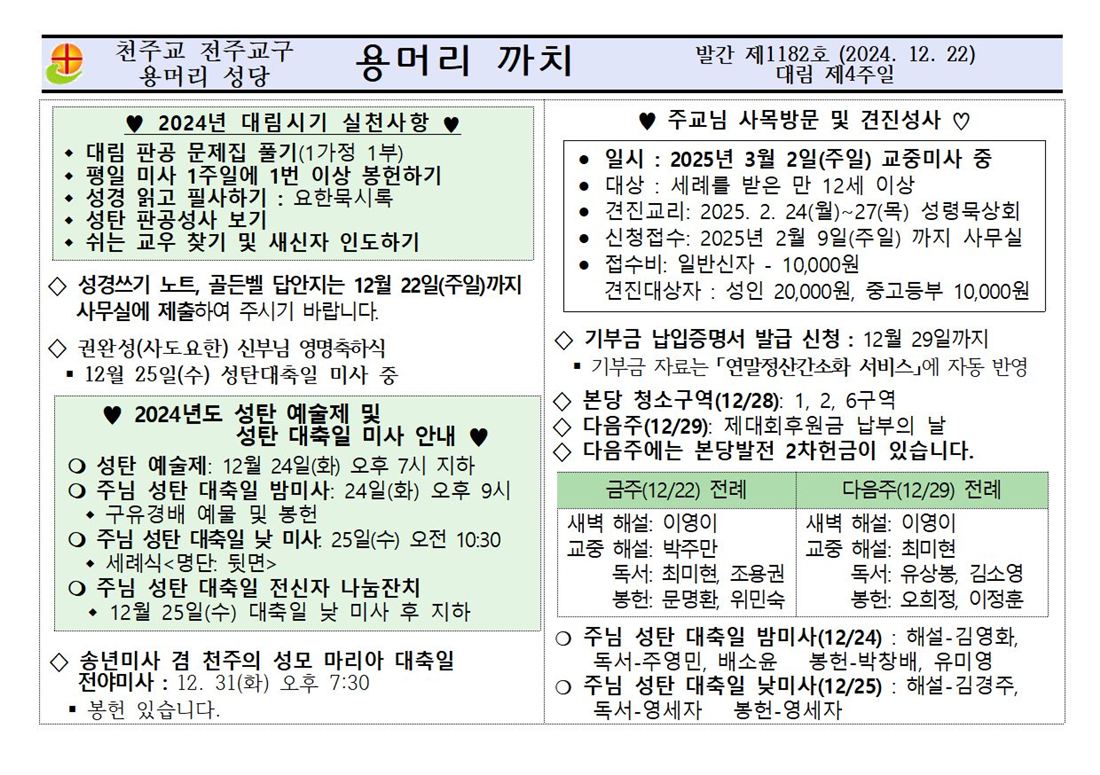 천주교 전주교구
용머리 성당
용머리 까치
발간 제1182호 (2024. 12. 22)
대림 제4주일
♥ 2024년 대림시기 실천사항 ♥
◆ 대림 판공 문제집 풀기(1가정 1부)
◆ 평일 미사 1주일에 1번 이상 봉헌하기
◆ 성경 읽고 필사하기 : 요한묵시록
◆ 성탄 판공성사 보기
◆ 쉬는 교우 찾기 및 새신자 인도하기
◇ 성경쓰기 노트, 골든벨 답안지는 12월 22일(주일)까지
사무실에 제출하여 주시기 바랍니다.
◇ 권완성(사도요한) 신부님 영명축하식
▪ 12월 25일(수) 성탄대축일 미사 중
♥ 2024년도 성탄 예술제 및
성탄 대축일 미사 안내 ♥
❍ 성탄 예술제: 12월 24일(화) 오후 7시 지하
❍ 주님 성탄 대축일 밤미사: 24일(화) 오후 9시
◆ 구유경배 예물 및 봉헌
❍ 주님 성탄 대축일 낮 미사: 25일(수) 오전 10:30
◆ 세례식<명단: 뒷면>
❍ 주님 성탄 대축일 전신자 나눔잔치
◆ 12월 25일(수) 대축일 낮 미사 후 지하
◇ 송년미사 겸 천주의 성모 마리아 대축일
전야미사 : 12. 31(화) 오후 7:30
▪ 봉헌 있습니다.
♥ 주교님 사목방문 및 견진성사 ♡
● 일시 : 2025년 3월 2일(주일) 교중미사 중
● 대상 : 세례를 받은 만 12세 이상
● 견진교리: 2025. 2. 24(월)~27(목) 성령묵상회
● 신청접수: 2025년 2월 9일(주일) 까지 사무실
● 접수비: 일반신자 - 10,000원
견진대상자 : 성인 20,000원, 중고등부 10,000원
◇ 기부금 납입증명서 발급 신청 : 12월 29일까지
▪ 기부금 자료는 「연말정산간소화 서비스」에 자동 반영
◇ 본당 청소구역(12/28): 1, 2, 6구역
◇ 다음주(12/29): 제대회후원금 납부의 날
◇ 다음주에는 본당발전 2차헌금이 있습니다.
금주(12/22) 전례
새벽 해설: 이영이
교중 해설: 박주만
독서: 최미현, 조용권
봉헌: 문명환, 위민숙
다음주(12/29) 전례
새벽 해설: 이영이
교중 해설: 최미현
독서: 유상봉, 김소영
봉헌: 오희정, 이정훈
❍ 주님 성탄 대축일 밤미사(12/24) : 해설-김영화,
독서-주영민, 배소윤 봉헌-박창배, 유미영
❍ 주님 성탄 대축일 낮미사(12/25) : 해설-김경주,
독서-영세자 봉헌-영세자